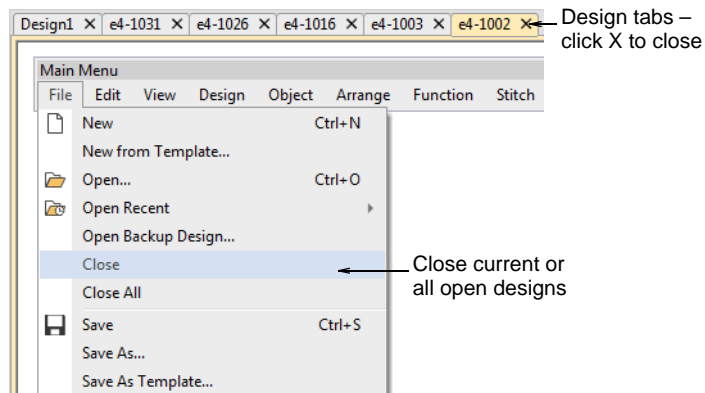 Design1 X e4-1031 X e4-1026 X e4-1016 X e4-1003 X e4-1002 X
Design tabs –
click X to close
Main Menu
File Edit View Design Object Arrange Function Stitch
New Ctrl+N
New from Template...
Open... Ctrl+O
Open Recent
Open Backup Design...
Close
Close All
Close current or
all open designs
Save Ctrl+S
Save As...
Save As Template...